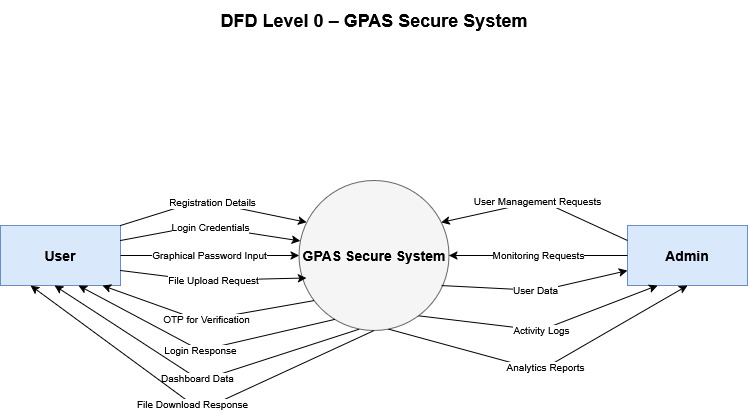 DFD Level 0 – GPAS Secure System
Registration Details
Login Credentials
Graphical Password Input
File Upload Request
User
GPAS Secure System
Admin
User Management Requests
Monitoring Requests
User Data
Activity Logs
Analytics Reports
OTP for Verification
Login Response
Dashboard Data
File Download Response